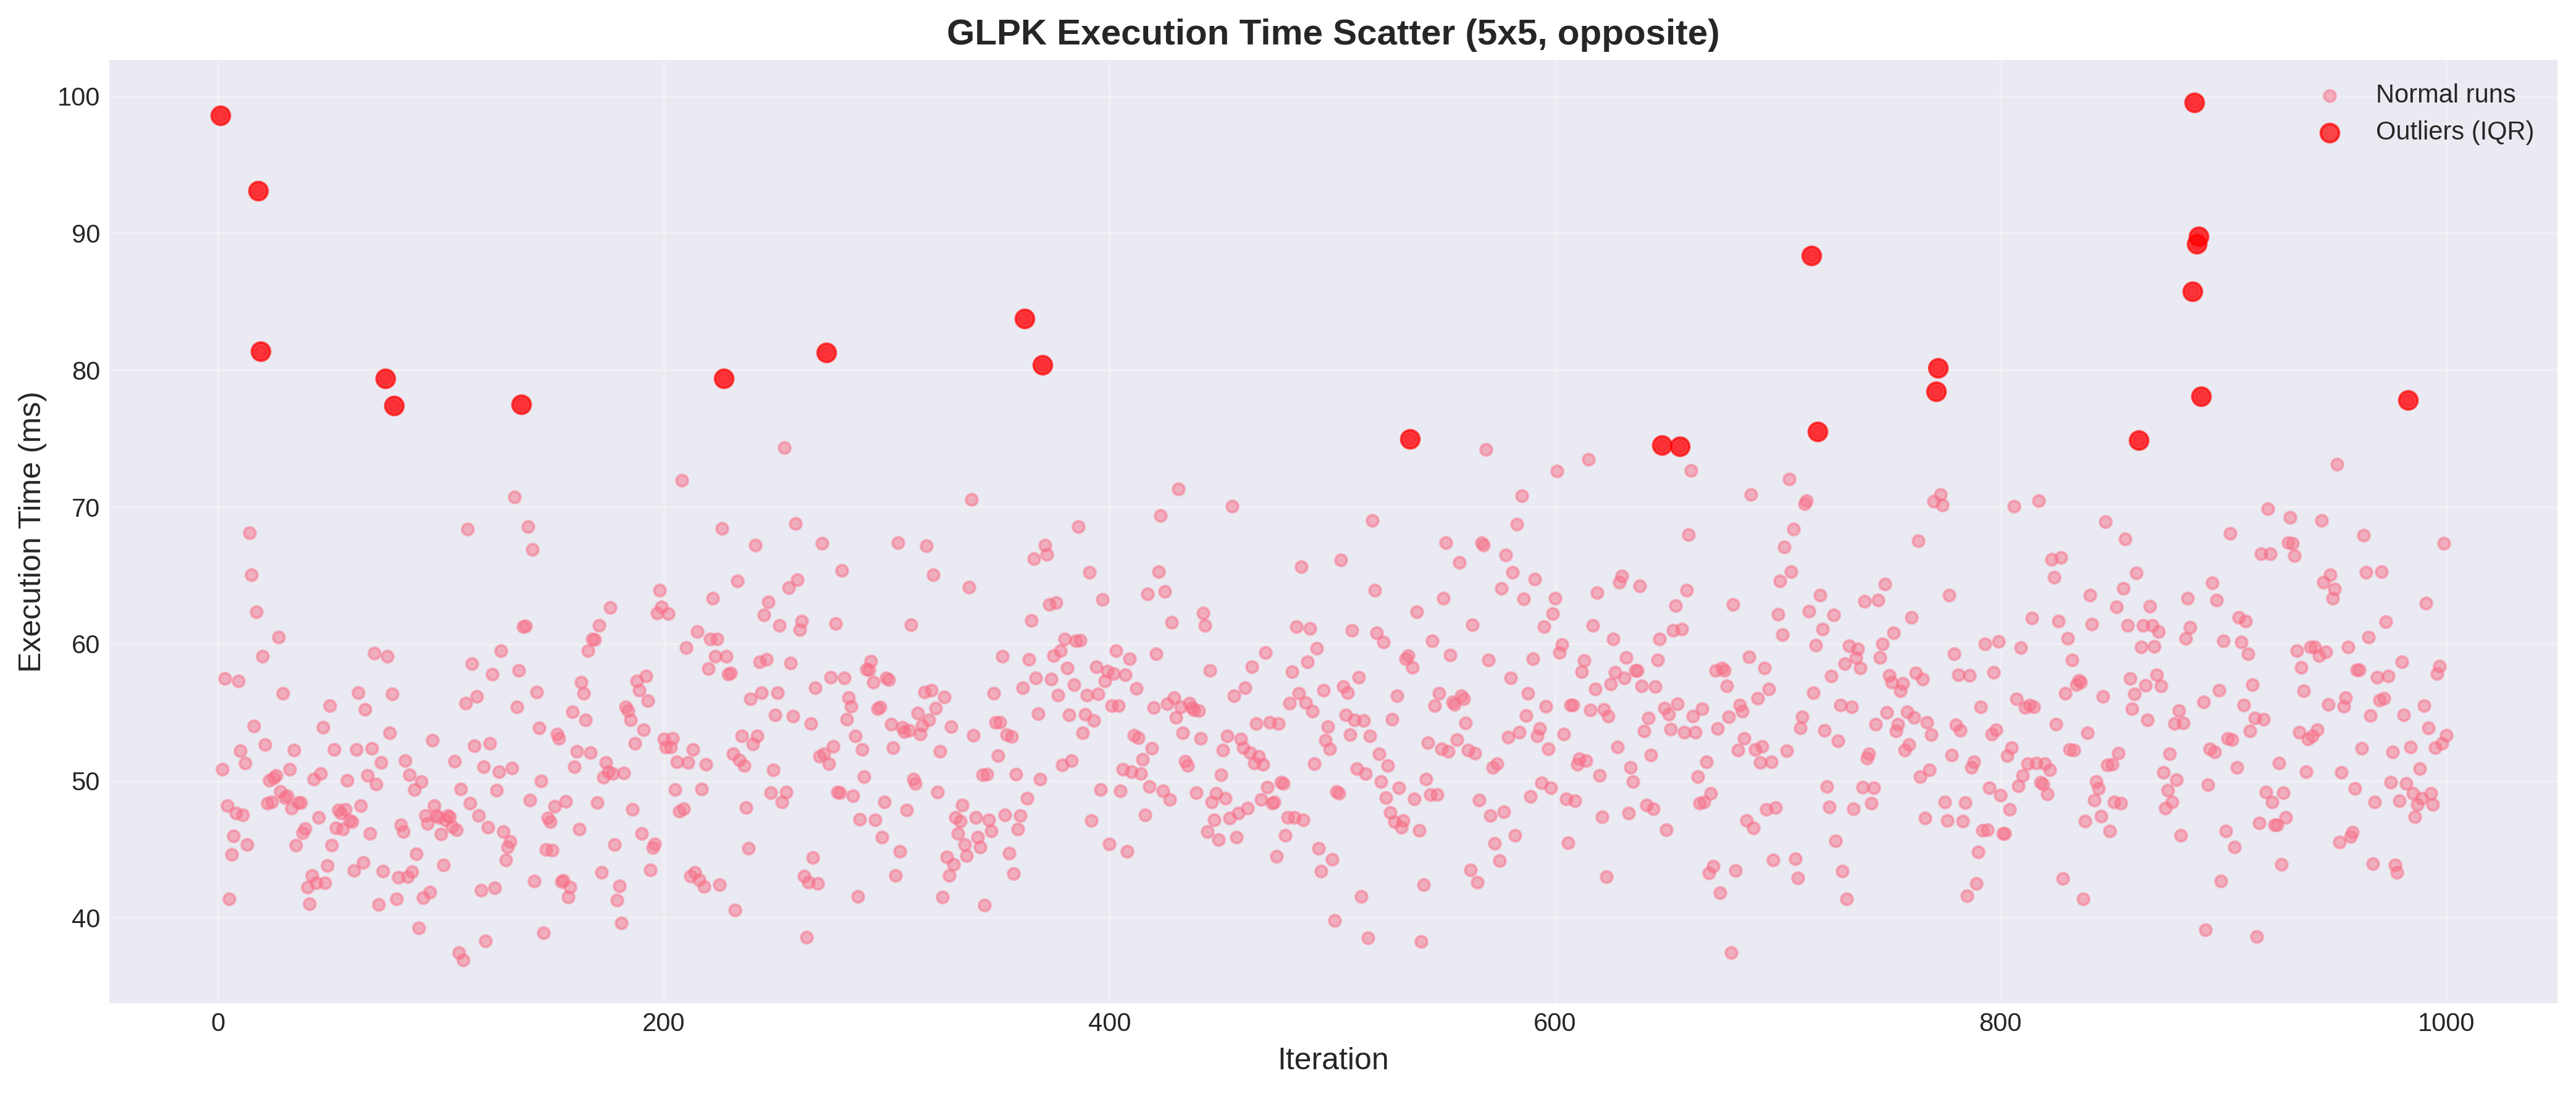 GLPK Execution Time Scatter (5x5, opposite)
Normal runs
Outliers (IQR)
Execution Time (ms)
100
90
80
70
60
50
40
0 200 400 600 800 1000
Iteration